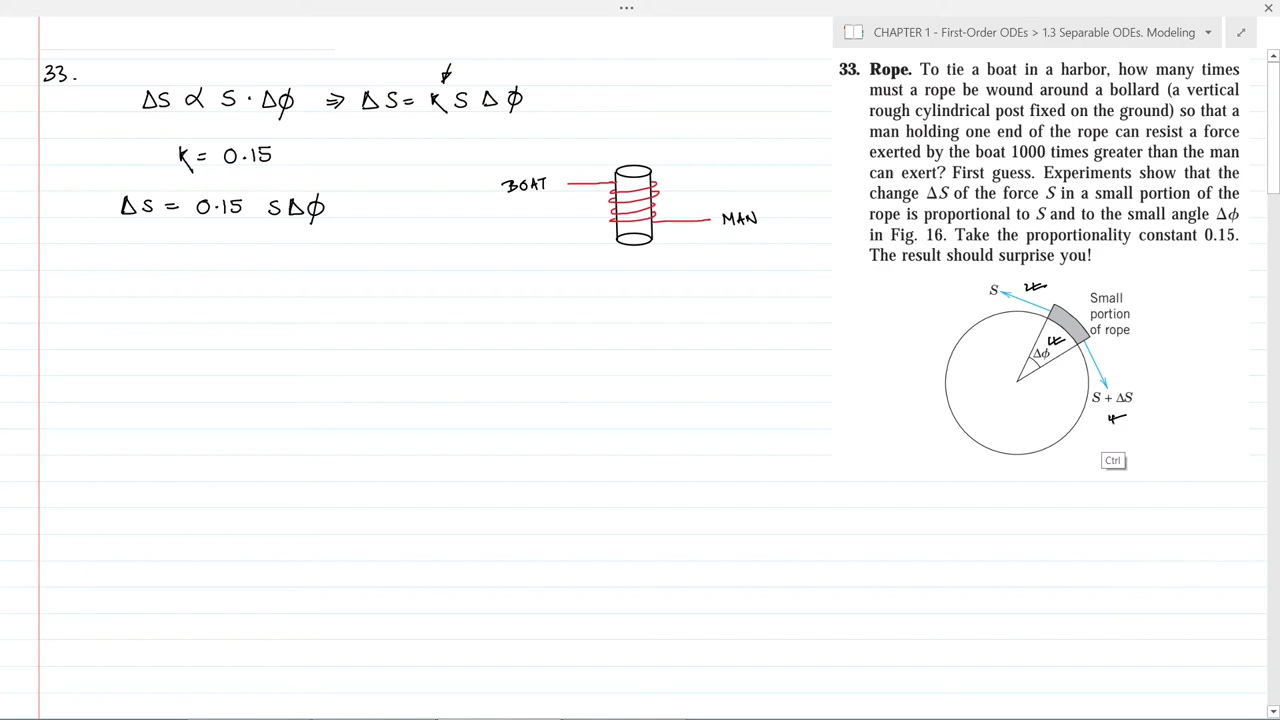 CHAPTER 1 - First-Order ODEs > 1.3 Separable ODEs. Modeling
33.
ΔS ∝ S · Δϕ ⇒ ΔS = K S Δϕ
K = 0.15
ΔS = 0.15 S Δϕ
BOAT
MAN
33. Rope. To tie a boat in a harbor, how many times
must a rope be wound around a bollard (a vertical
rough cylindrical post fixed on the ground) so that a
man holding one end of the rope can resist a force
exerted by the boat 1000 times greater than the man
can exert? First guess. Experiments show that the
change ΔS of the force S in a small portion of the
rope is proportional to S and to the small angle Δϕ
in Fig. 16. Take the proportionality constant 0.15.
The result should surprise you!
S
Small
portion
of rope
Δϕ
S + ΔS
Ctrl